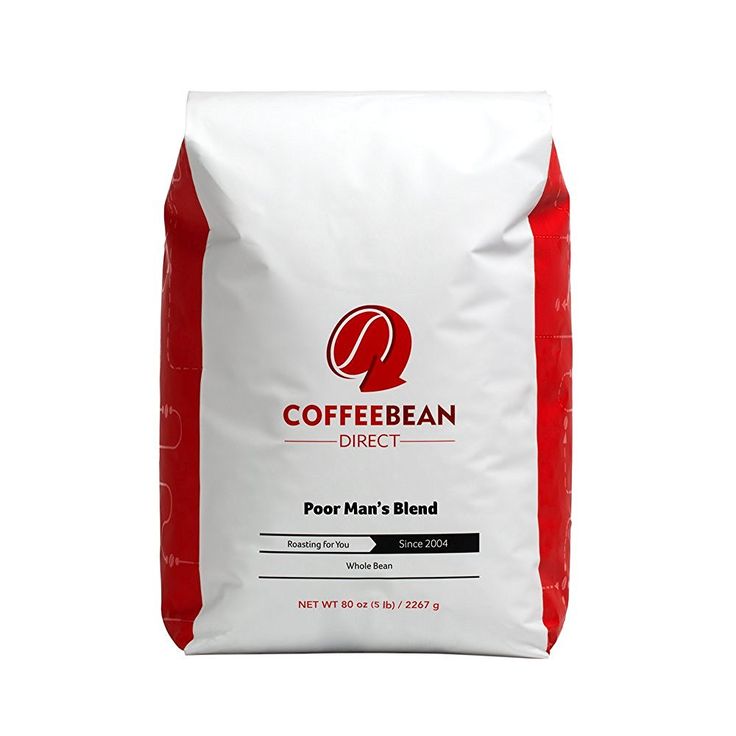 COFFEEBEAN
DIRECT
Poor Man's Blend
Roasting for You Since 2004
Whole Bean
NET WT 80 oz (5 lb) / 2267 g